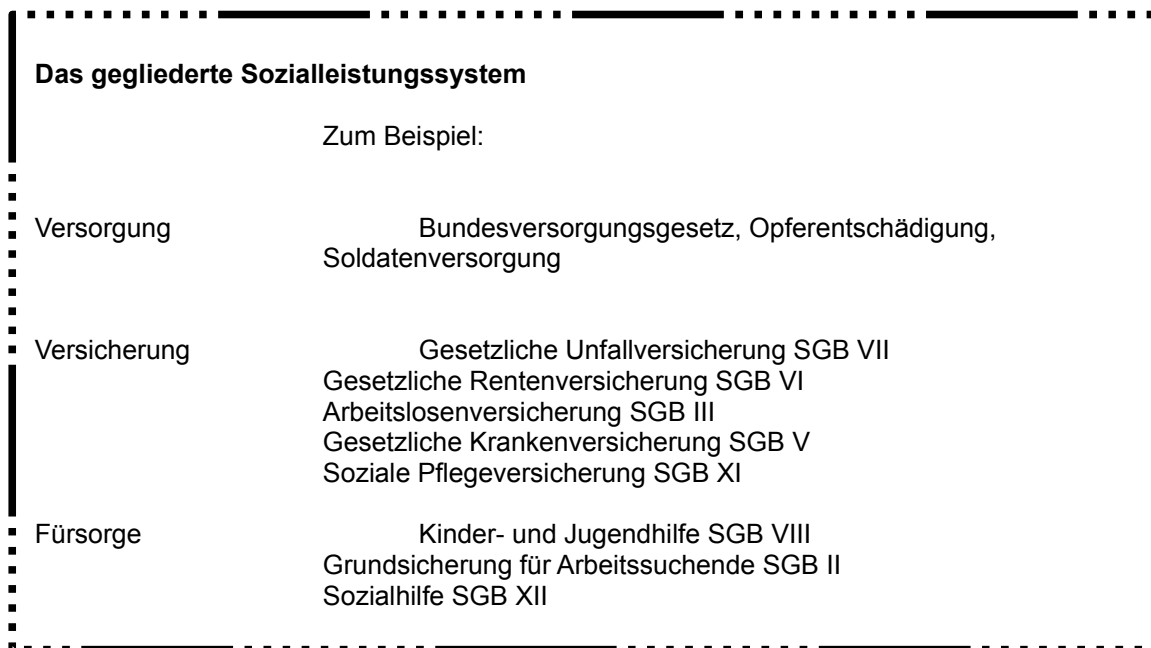 Das gegliederte Sozialleistungssystem
Zum Beispiel:
Versorgung Bundesversorgungsgesetz, Opferentschädigung,
Soldatenversorgung
Versicherung Gesetzliche Unfallversicherung SGB VII
Gesetzliche Rentenversicherung SGB VI
Arbeitslosenversicherung SGB III
Gesetzliche Krankenversicherung SGB V
Soziale Pflegeversicherung SGB XI
Fürsorge Kinder- und Jugendhilfe SGB VIII
Grundsicherung für Arbeitssuchende SGB II
Sozialhilfe SGB XII